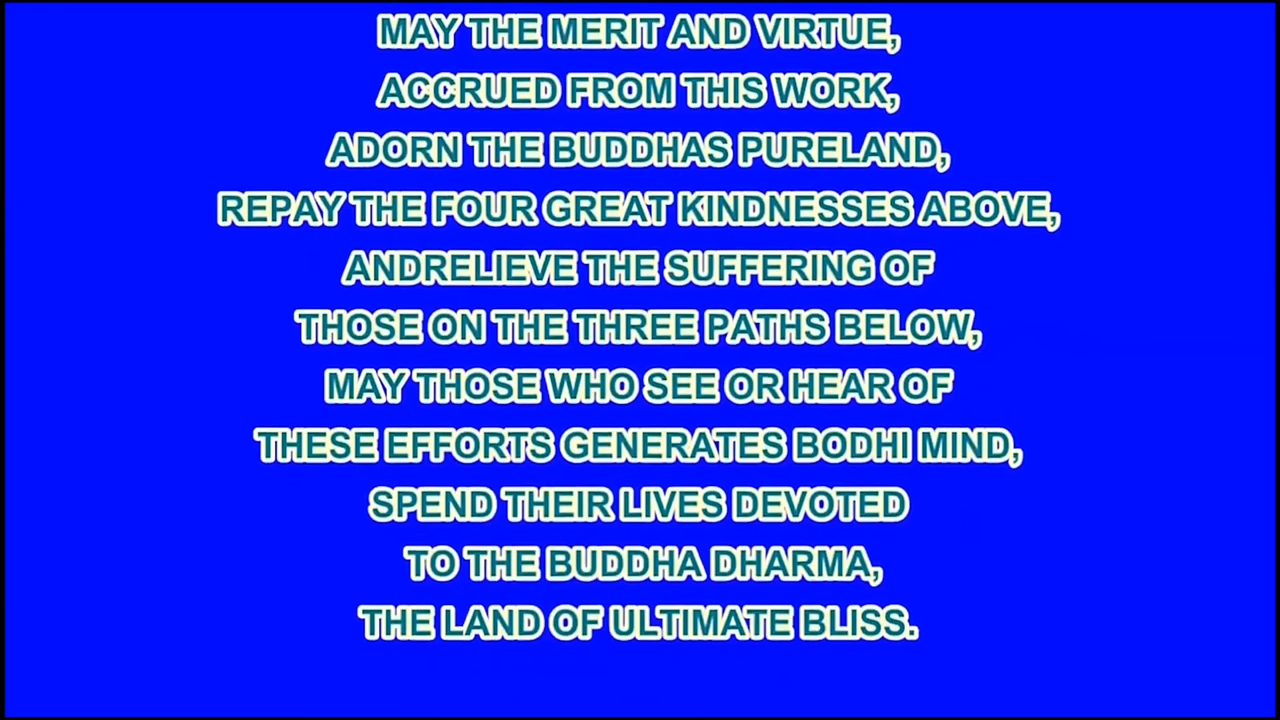 MAY THE MERIT AND VIRTUE,
ACCRUED FROM THIS WORK,
ADORN THE BUDDHAS PURELAND,
REPAY THE FOUR GREAT KINDNESSES ABOVE,
ANDRELIEVE THE SUFFERING OF
THOSE ON THE THREE PATHS BELOW,
MAY THOSE WHO SEE OR HEAR OF
THESE EFFORTS GENERATES BODHI MIND,
SPEND THEIR LIVES DEVOTED
TO THE BUDDHA DHARMA,
THE LAND OF ULTIMATE BLISS.